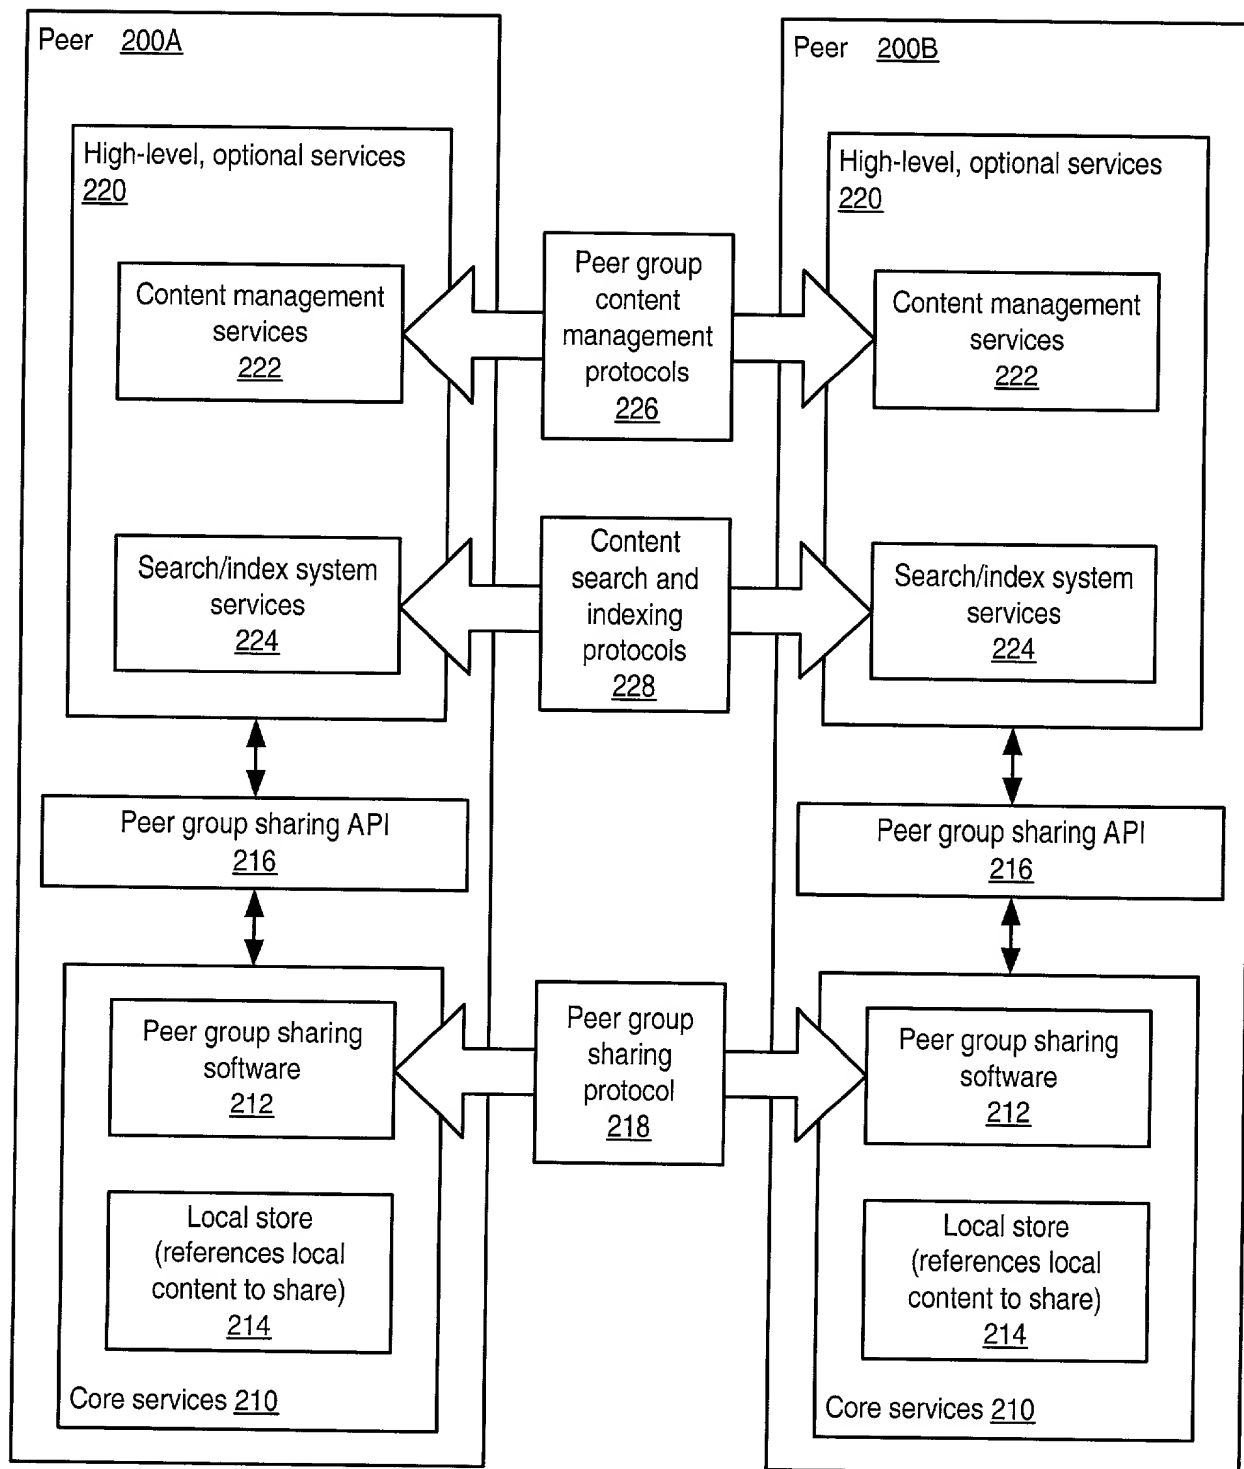 Peer 200A
High-level, optional services
220
Content management
services
222
Search/index system
services
224
Peer group sharing API
216
Peer group sharing
software
212
Local store
(references local
content to share)
214
Core services 210
Peer group
content
management
protocols
226
Content
search and
indexing
protocols
228
Peer group
sharing
protocol
218
Peer 200B
High-level, optional services
220
Content management
services
222
Search/index system
services
224
Peer group sharing API
216
Peer group sharing
software
212
Local store
(references local
content to share)
214
Core services 210